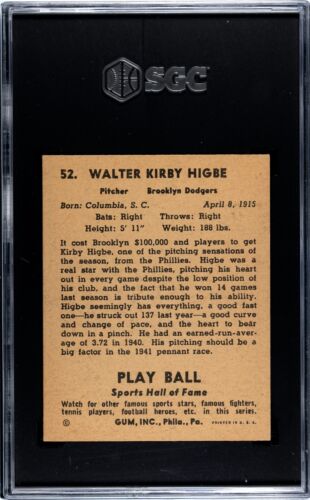 SGC
52. WALTER KIRBY HIGBE
Pitcher Brooklyn Dodgers
Born: Columbia, S. C. April 8, 1915
Bats: Right Throws: Right
Height: 5' 11" Weight: 188 lbs.
It cost Brooklyn $100,000 and players to get
Kirby Higbe, one of the pitching sensations of
the season, from the Phillies. Higbe was a
real star with the Phillies, pitching his heart
out in every game despite the low position of
his club, and the fact that he won 14 games
last season is tribute enough to his ability.
Higbe seemingly has everything, a good fast
one—he struck out 137 last year—a good curve
and change of pace, and the heart to bear
down in a pinch. He had an earned-run-aver-
age of 3.72 in 1940. His pitching should be a
big factor in the 1941 pennant race.
PLAY BALL
Sports Hall of Fame
Watch for other famous sports stars, famous fighters,
tennis players, football heroes, etc. in this series.
© GUM, INC., Phila., Pa. PRINTED IN U. S. A.